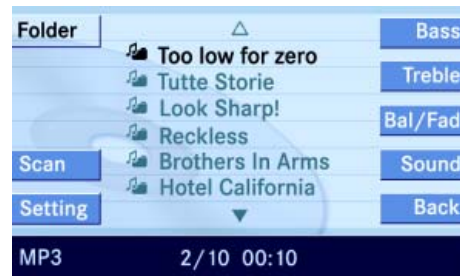 Folder
Too low for zero
Tutte Storie
Look Sharp!
Reckless
Brothers In Arms
Hotel California
Scan
Setting
Bass
Treble
Bal/Fad
Sound
Back
MP3 2/10 00:10